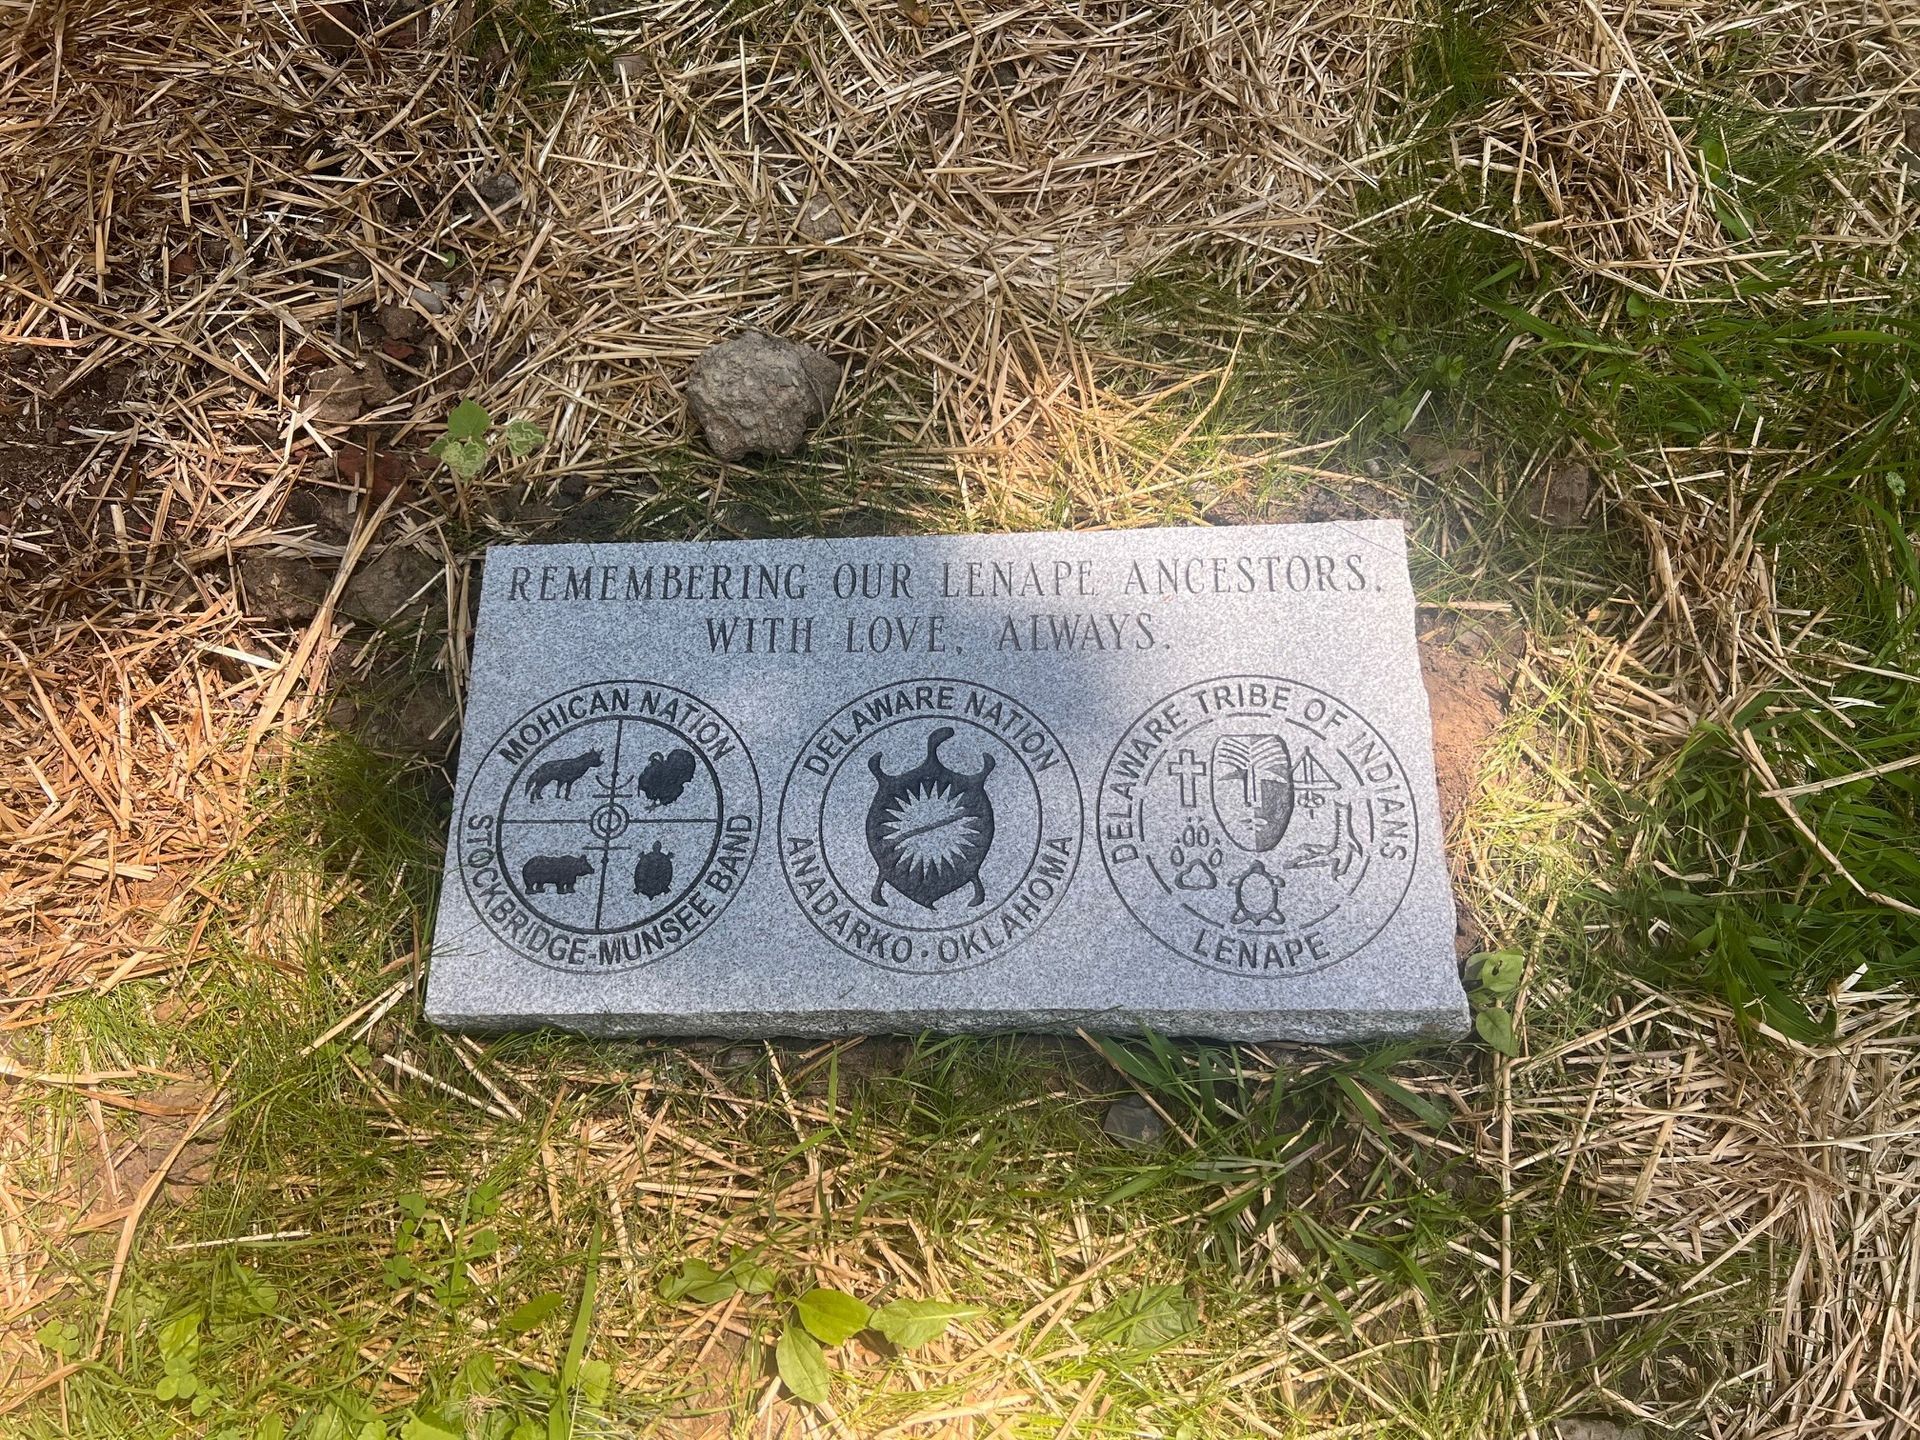 REMEMBERING OUR LENAPE ANCESTORS.
WITH LOVE, ALWAYS.
MOHICAN NATION
STOCKBRIDGE-MUNSEE BAND
DELAWARE NATION
ANADARKO · OKLAHOMA
DELAWARE TRIBE OF INDIANS
LENAPE